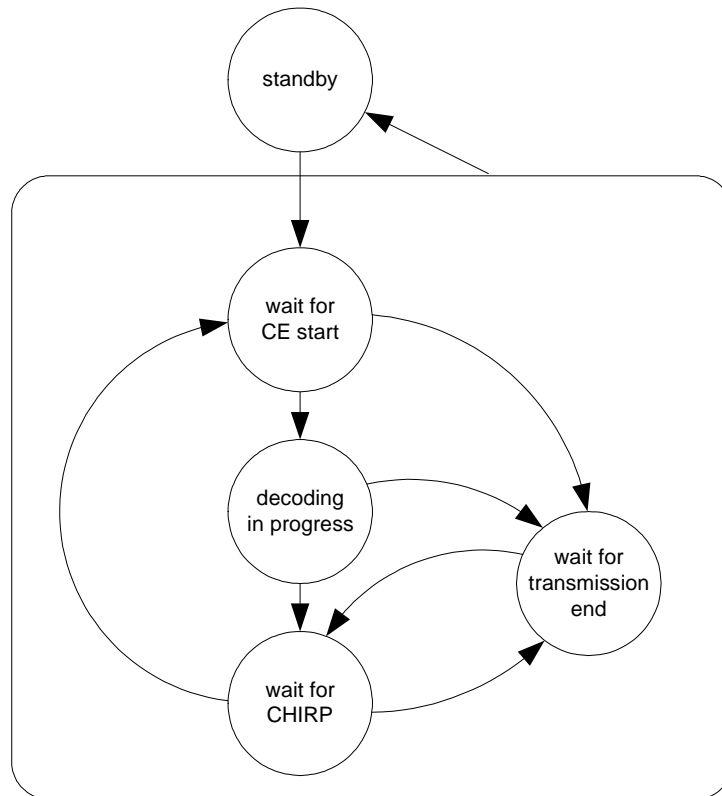 standby
wait for
CE start
decoding
in progress
wait for
transmission
end
wait for
CHIRP